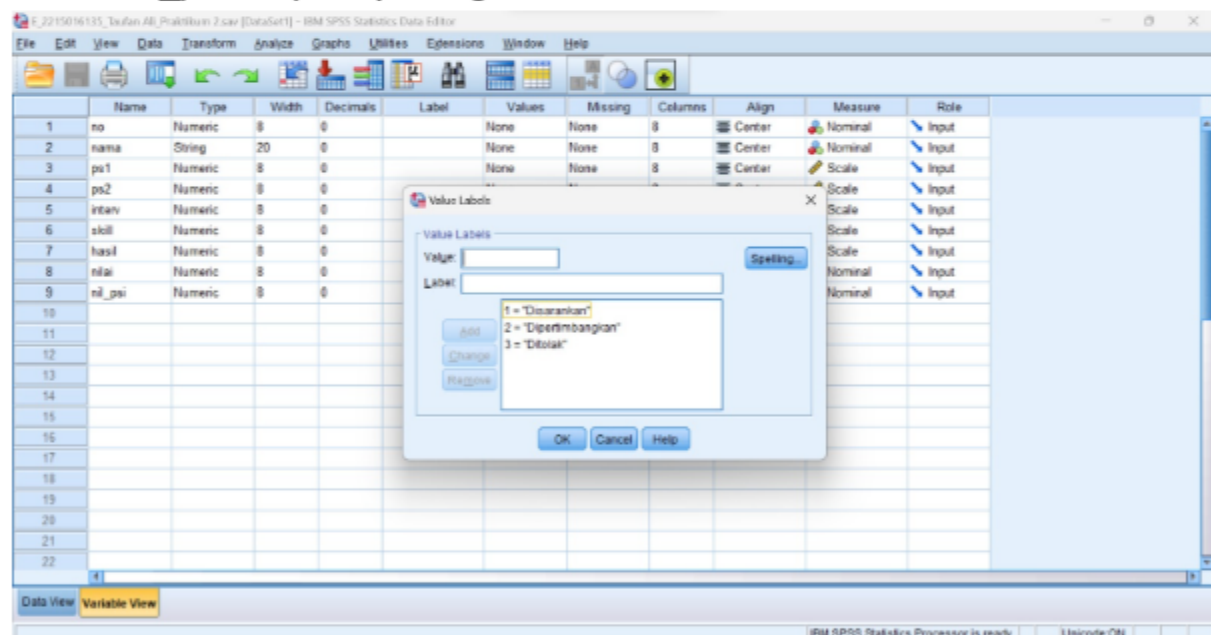 E_2215016135_Taufan Ali_Praktikum 2.sav [DataSet1] - IBM SPSS Statistics Data Editor
File Edit View Data Transform Analyze Graphs Utilities Extensions Window Help
Name Type Width Decimals Label Values Missing Columns Align Measure Role
1 no Numeric 8 0 None None 8 Center Nominal Input
2 nama String 20 0 None None 8 Center Nominal Input
3 ps1 Numeric 8 0 None None 8 Center Scale Input
4 ps2 Numeric 8 0 Scale Input
5 interv Numeric 8 0 Scale Input
6 skill Numeric 8 0 Scale Input
7 hasil Numeric 8 0 Scale Input
8 nilai Numeric 8 0 Nominal Input
9 nil_psi Numeric 8 0 Nominal Input
10
11
12
13
14
15
16
17
18
19
20
21
22
Value Labels
Value Labels
Value:
Spelling...
Label:
1 = "Disarankan"
2 = "Dipertimbangkan"
3 = "Ditolak"
Add
Change
Remove
OK Cancel Help
Data View Variable View
IBM SPSS Statistics Processor is ready Unicode:ON